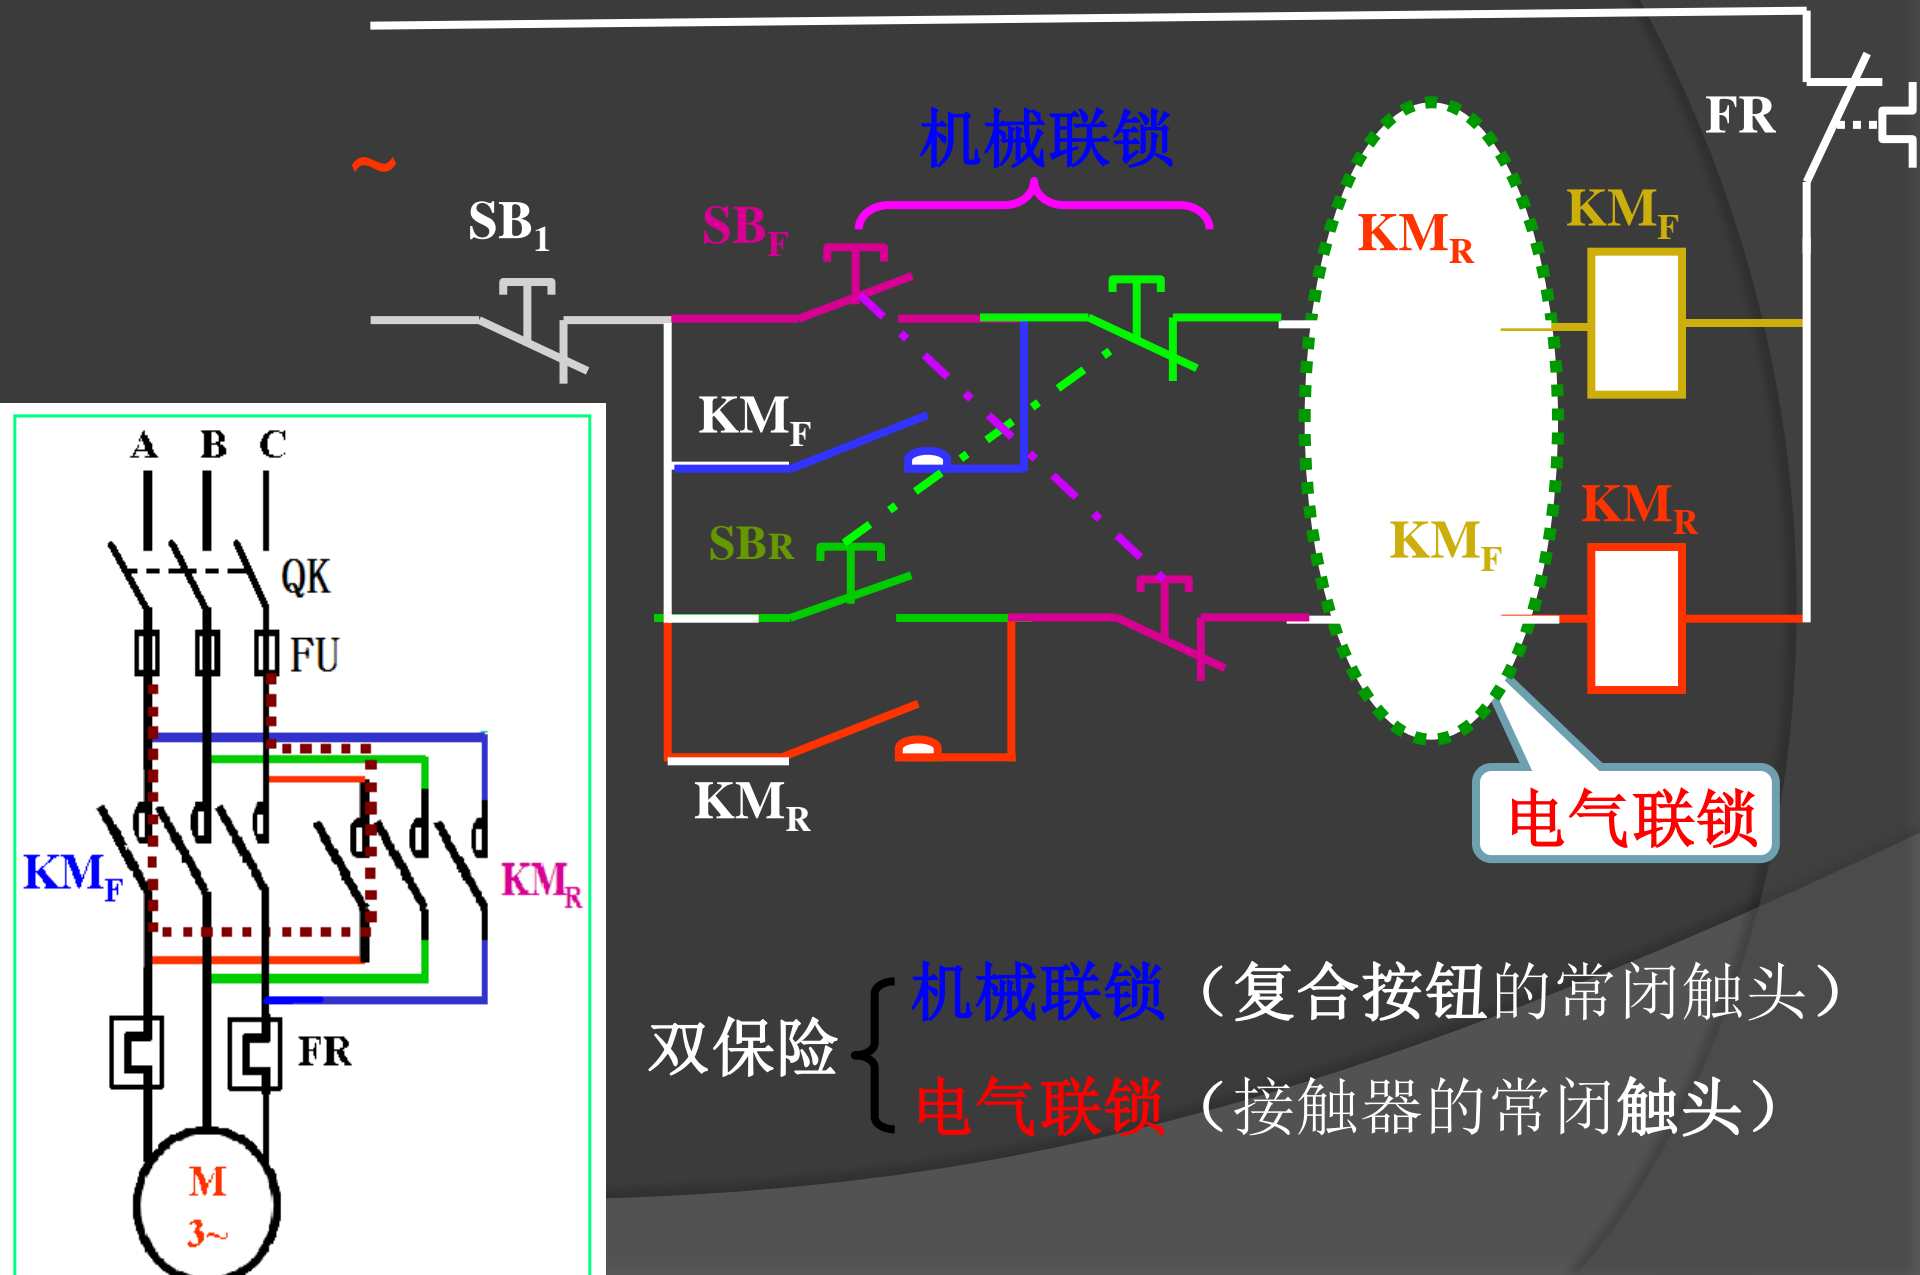 FR
机械联锁
~
SB1
SBF
KMR
KMF
KMF
SBR
KMF
KMR
KMR
电气联锁
A B C
QK
FU
KMF
KMR
FR
M
3~
双保险
机械联锁（复合按钮的常闭触头）
电气联锁（接触器的常闭触头）